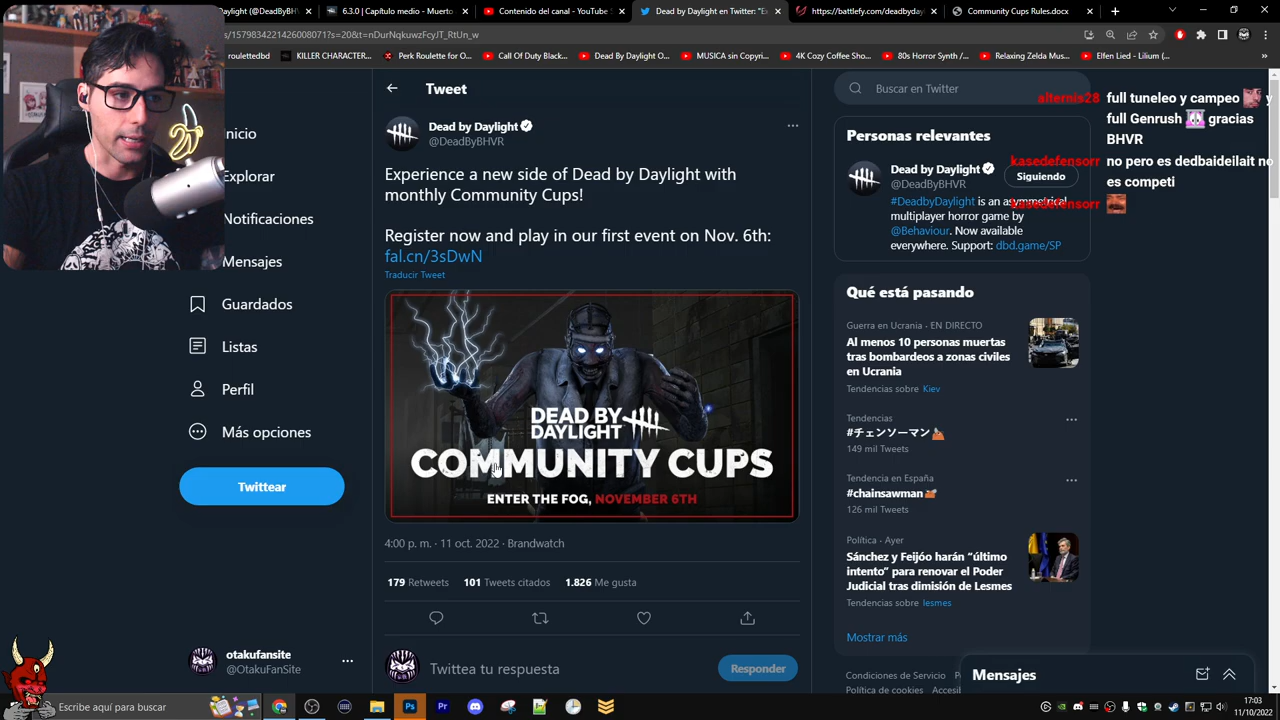 Daylight (@DeadByBH
6.3.0 | Capítulo medio - Muerto
Contenido del canal - YouTube S
Dead by Daylight en Twitter: "E
https://battlefy.com/deadbyday
Community Cups Rules.docx
s/1579834221426008071?s=20&t=nDurNqkuwzFcyJT_RtUn_w
roulettedbd
KILLER CHARACTER...
Perk Roulette for O...
Call Of Duty Black...
Dead By Daylight O...
MUSICA sin Copyri...
4K Cozy Coffee Sho...
80s Horror Synth /...
Relaxing Zelda Mus...
Elfen Lied - Lilium (...
Inicio
Explorar
Notificaciones
Mensajes
Guardados
Listas
Perfil
Más opciones
Twittear
otakufansite
@OtakuFanSite
Tweet
Dead by Daylight
@DeadByBHVR
Experience a new side of Dead by Daylight with
monthly Community Cups!
Register now and play in our first event on Nov. 6th:
fal.cn/3sDwN
Traducir Tweet
DEAD BY
DAYLIGHT
COMMUNITY CUPS
ENTER THE FOG, NOVEMBER 6TH
4:00 p. m. · 11 oct. 2022 · Brandwatch
179 Retweets 101 Tweets citados 1.826 Me gusta
Twittea tu respuesta
Responder
Buscar en Twitter
Personas relevantes
Dead by Daylight
@DeadByBHVR
Siguiendo
#DeadbyDaylight is an asymmetrical
multiplayer horror game by
@Behaviour. Now available
everywhere. Support: dbd.game/SP
Qué está pasando
Guerra en Ucrania · EN DIRECTO
Al menos 10 personas muertas
tras bombardeos a zonas civiles
en Ucrania
Tendencias sobre Kiev
Tendencias
#チェンソーマン
149 mil Tweets
Tendencia en España
#chainsawman
126 mil Tweets
Política · Ayer
Sánchez y Feijóo harán “último
intento” para renovar el Poder
Judicial tras dimisión de Lesmes
Tendencias sobre lesmes
Mostrar más
Condiciones de Servicio
Política de cookies
Mensajes
alternis28 full tuneleo y campeo y
full Genrush gracias
BHVR
kasedefensorr no pero es dedbaideilait no
es competi
kasedefensorr
Escribe aquí para buscar
17:03
11/10/2022